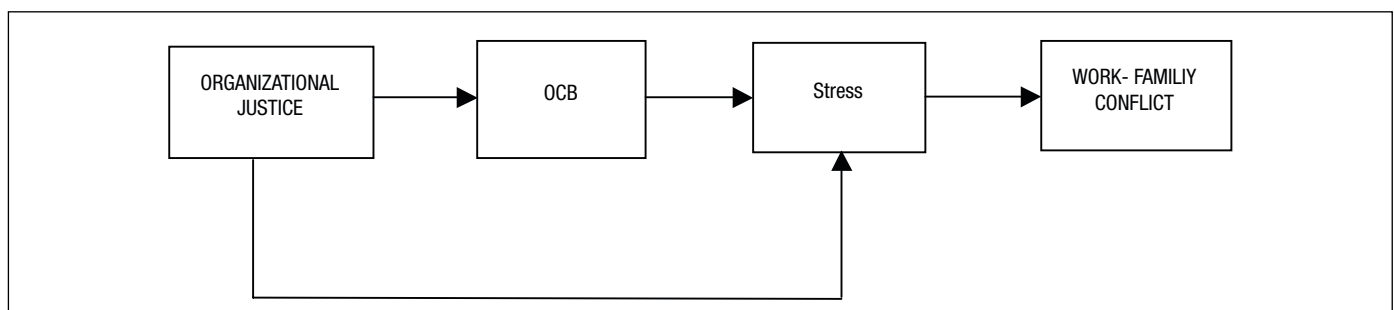 ORGANIZATIONAL
JUSTICE
OCB
Stress
WORK- FAMILIY
CONFLICT